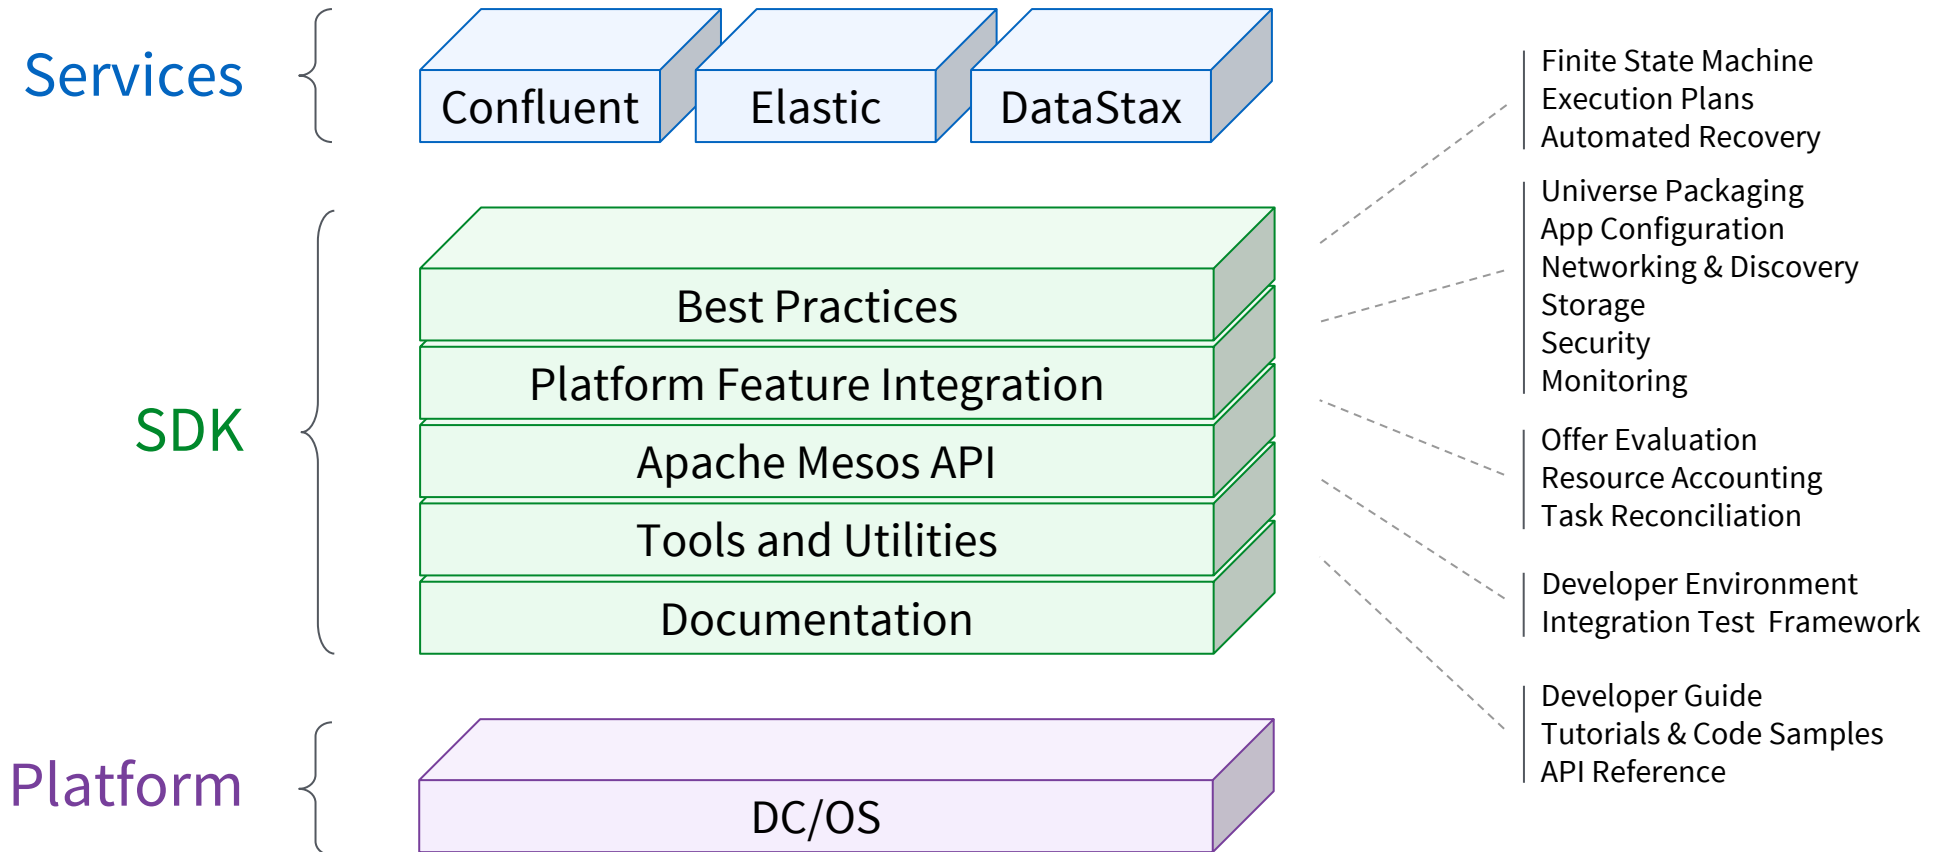 Services
Confluent
Elastic
DataStax
SDK
Best Practices
Platform Feature Integration
Apache Mesos API
Tools and Utilities
Documentation
Platform
DC/OS
Finite State Machine
Execution Plans
Automated Recovery
Universe Packaging
App Configuration
Networking & Discovery
Storage
Security
Monitoring
Offer Evaluation
Resource Accounting
Task Reconciliation
Developer Environment
Integration Test  Framework
Developer Guide
Tutorials & Code Samples
API Reference